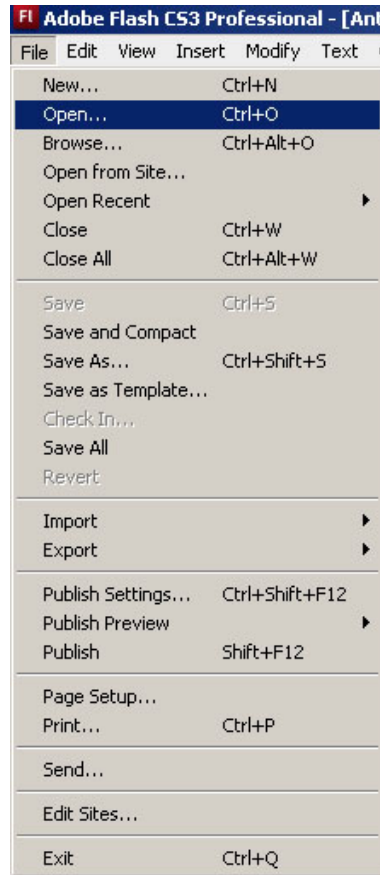 Fl Adobe Flash CS3 Professional - [Ant
File Edit View Insert Modify Text
New... Ctrl+N
Open... Ctrl+O
Browse... Ctrl+Alt+O
Open from Site...
Open Recent
Close Ctrl+W
Close All Ctrl+Alt+W
Save Ctrl+S
Save and Compact
Save As... Ctrl+Shift+S
Save as Template...
Check In...
Save All
Revert
Import
Export
Publish Settings... Ctrl+Shift+F12
Publish Preview
Publish Shift+F12
Page Setup...
Print... Ctrl+P
Send...
Edit Sites...
Exit Ctrl+Q